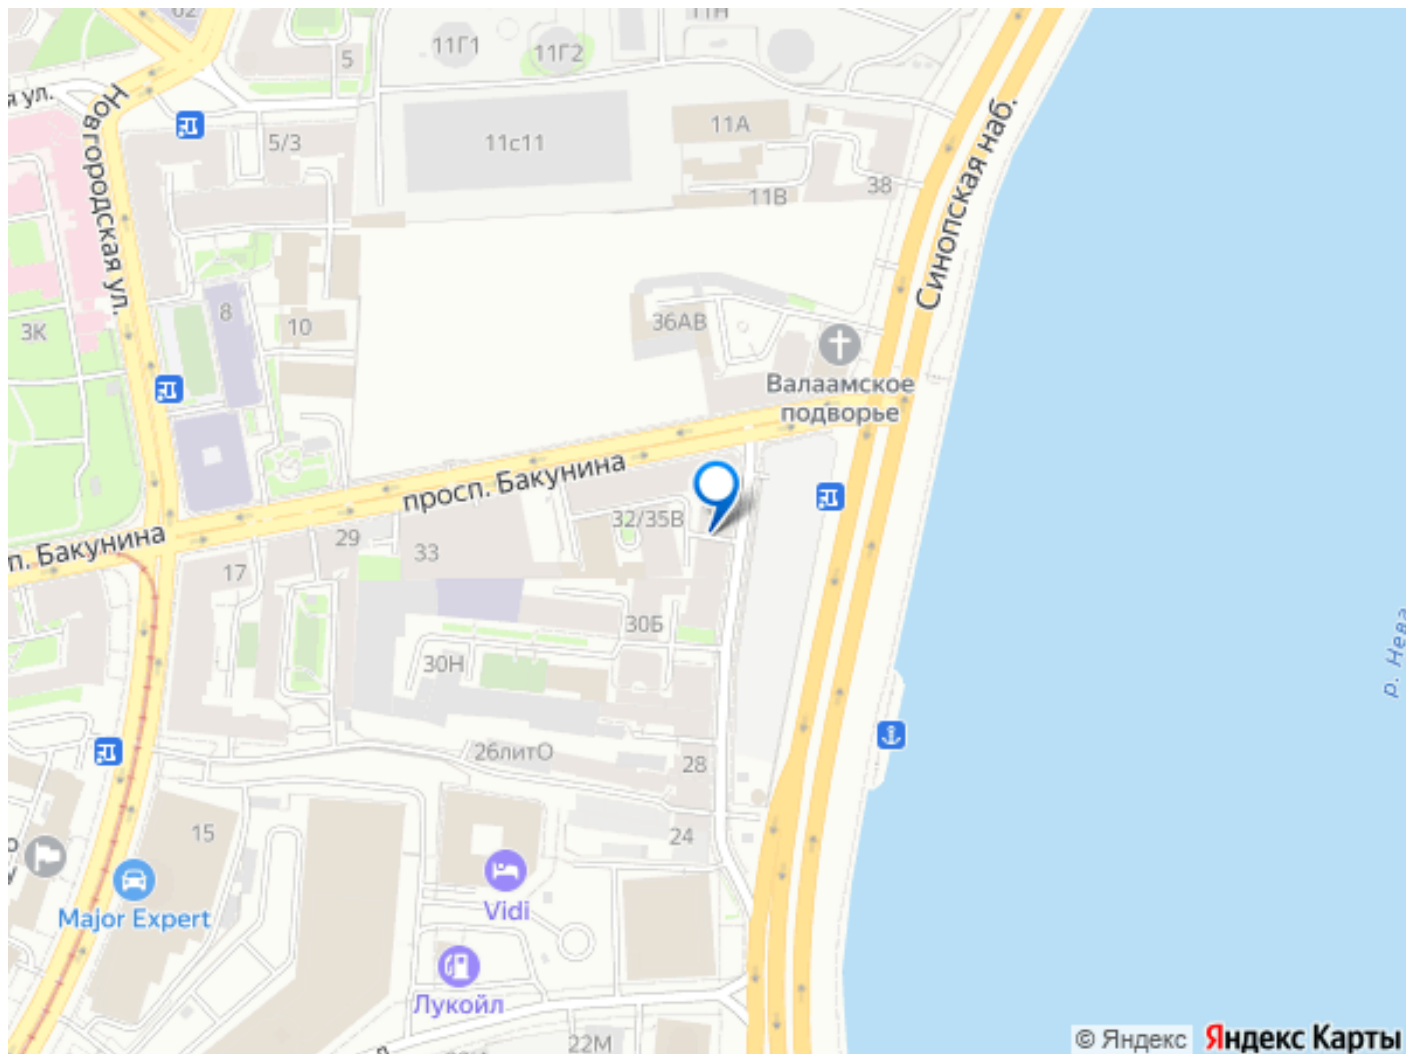 62
11Н
11Г1
11Г2
5
я ул.
Новгородская ул.
5/3
11с11
11А
11В
38
Синопская наб.
3К
8
10
36АВ
Валаамское
подворье
просп. Бакунина
п. Бакунина
32/35В
29
33
17
30Б
30Н
р. Нева
26литО
28
24
15
Major Expert
Vidi
Лукойл
22М
© Яндекс Яндекс Карты